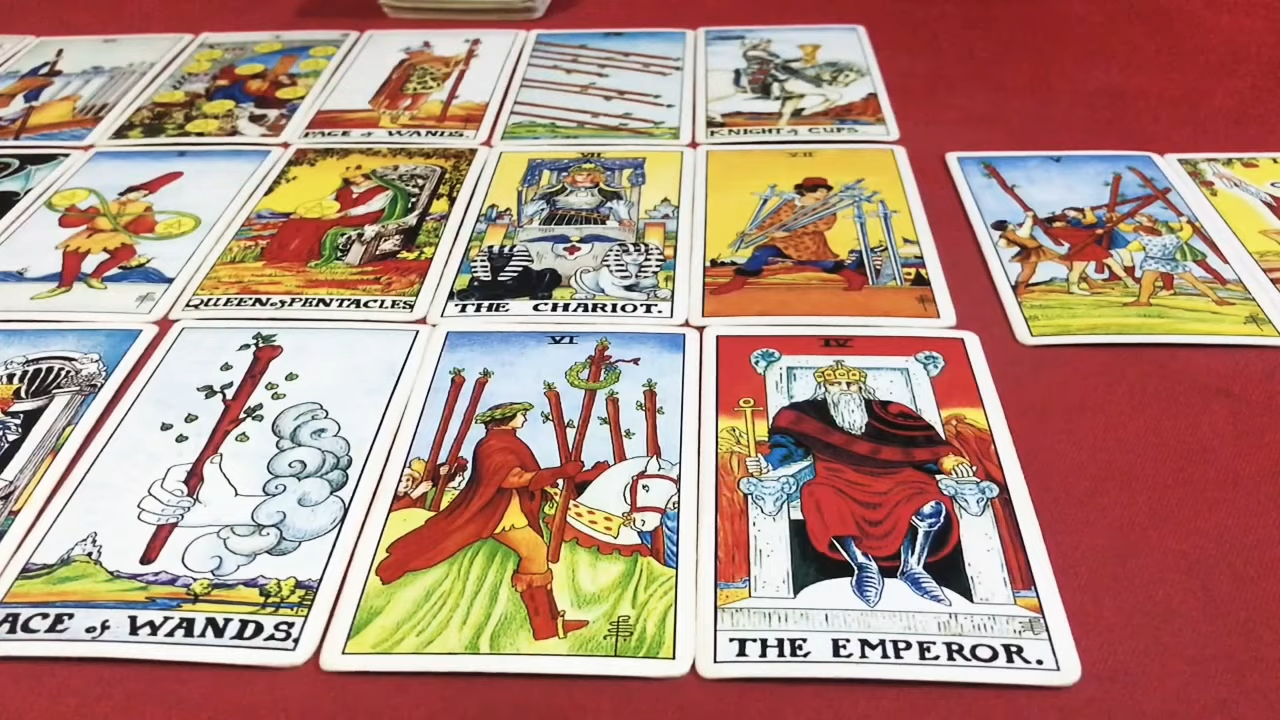 PAGE of WANDS.
KNIGHT of CUPS.
II
VII
VII
V
QUEEN of PENTACLES
THE CHARIOT.
VI
IV
ACE of WANDS.
THE EMPEROR.